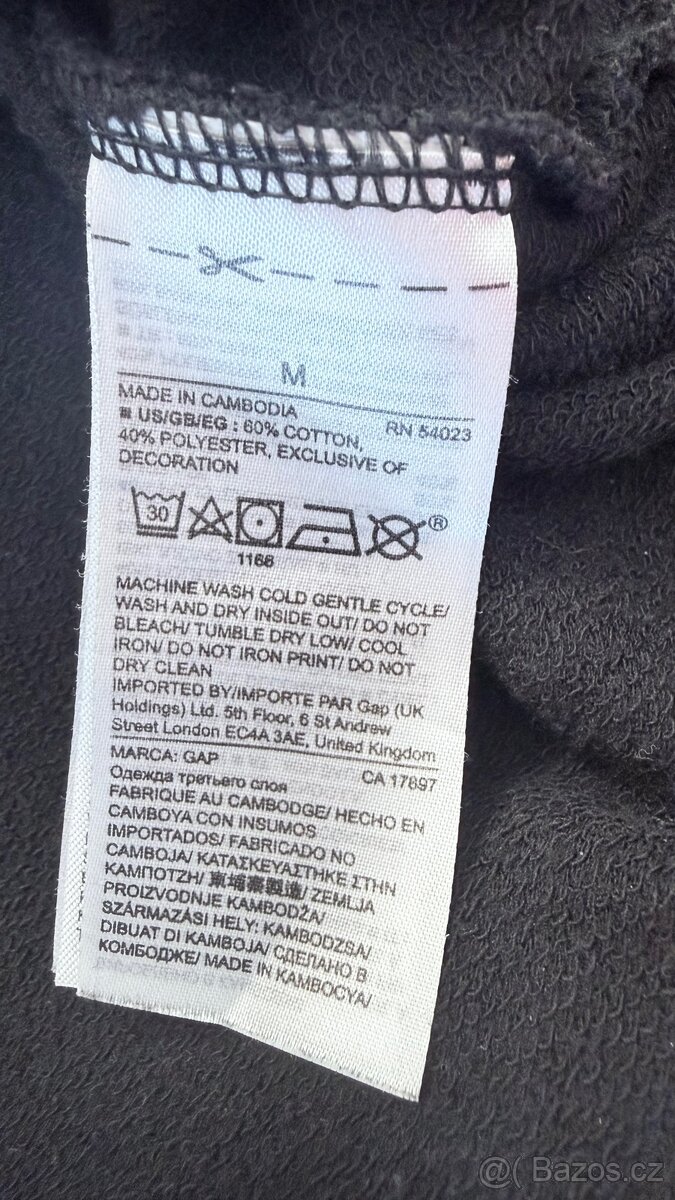 M
MADE IN CAMBODIA
RN 54023
US/GB/EG : 60% COTTON,
40% POLYESTER, EXCLUSIVE OF
DECORATION
30
®
1168
MACHINE WASH COLD GENTLE CYCLE/
WASH AND DRY INSIDE OUT/ DO NOT
BLEACH/ TUMBLE DRY LOW/ COOL
IRON/ DO NOT IRON PRINT/ DO NOT
DRY CLEAN
IMPORTED BY/IMPORTE PAR Gap (UK
Holdings) Ltd. 5th Floor, 6 St Andrew
Street London EC4A 3AE, United Kingdom
MARCA: GAP
CA 17897
Одежда третьего слоя
FABRIQUE AU CAMBODGE/ HECHO EN
CAMBOYA CON INSUMOS
IMPORTADOS/ FABRICADO NO
CAMBOJA/ ΚΑΤΑΣΚΕΥΑΣΤΗΚΕ ΣΤΗΝ
ΚΑΜΠΟΤΖΗ/ 柬埔寨製造/ ZEMLJA
PROIZVODNJE KAMBODŽA/
SZÁRMAZÁSI HELY: KAMBODZSA/
DIBUAT DI KAMBOJA/ СДЕЛАНО В
КОМБОДЖЕ/ MADE IN KAMBOCYA/
@( Bazos.cz